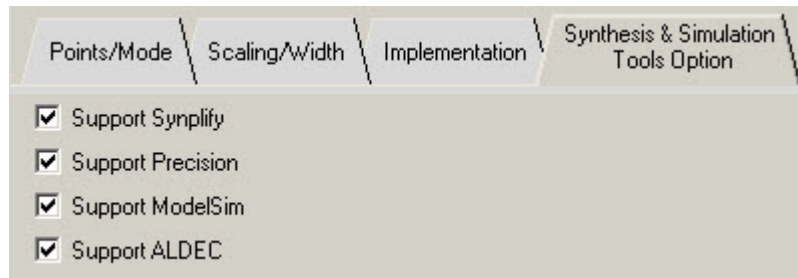 Points/Mode
Scaling/Width
Implementation
Synthesis & Simulation
Tools Option
Support Synplify
Support Precision
Support ModelSim
Support ALDEC